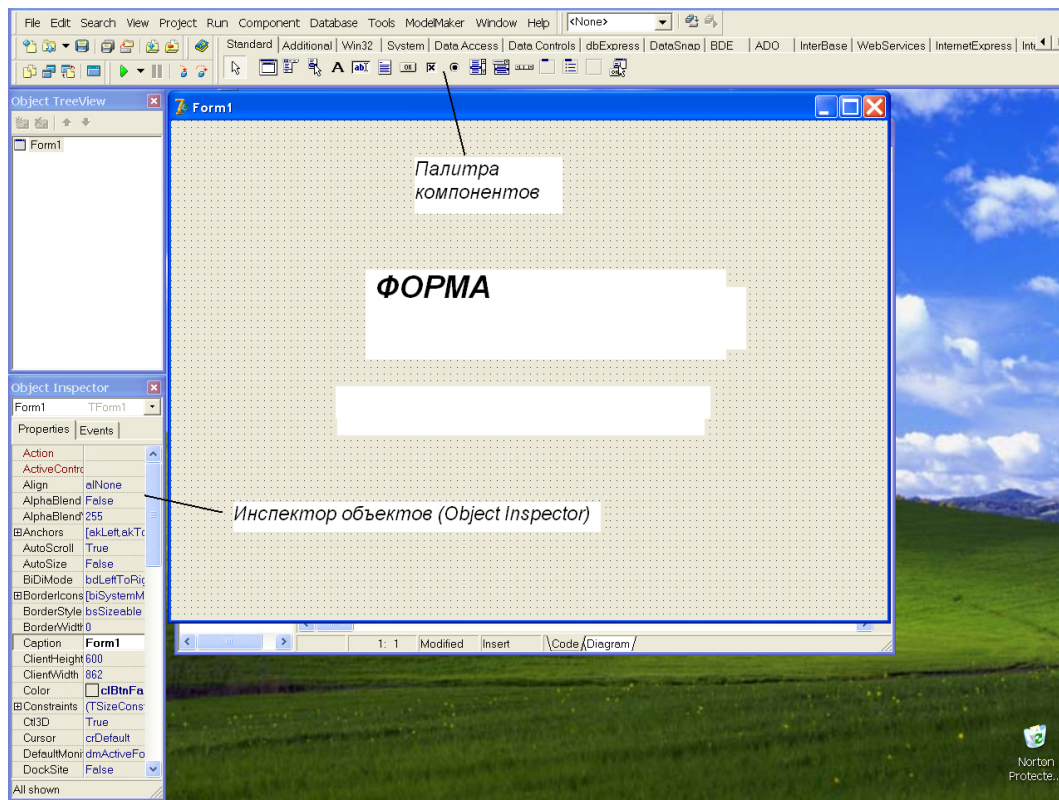 File Edit Search View Project Run Component Database Tools ModelMaker Window Help <None>
Standard Additional Win32 System Data Access Data Controls dbExpress DataSnap BDE ADO InterBase WebServices InternetExpress
Object TreeView
Form1
Form1
Палитра
компонентов
ФОРМА
Инспектор объектов (Object Inspector)
Object Inspector
Form1 TForm1
Properties Events
Action
ActiveContro
Align alNone
AlphaBlend False
AlphaBlendV 255
Anchors [akLeft,akTo
AutoScroll True
AutoSize False
BiDiMode bdLeftToRig
BorderIcons [biSystemM
BorderStyle bsSizeable
BorderWidth 0
Caption Form1
ClientHeight 600
ClientWidth 862
Color clBtnFa
Constraints (TSizeCons
Ctl3D True
Cursor crDefault
DefaultMoni dmActiveFo
DockSite False
All shown
1: 1 Modified Insert Code Diagram
Norton
Protecte...